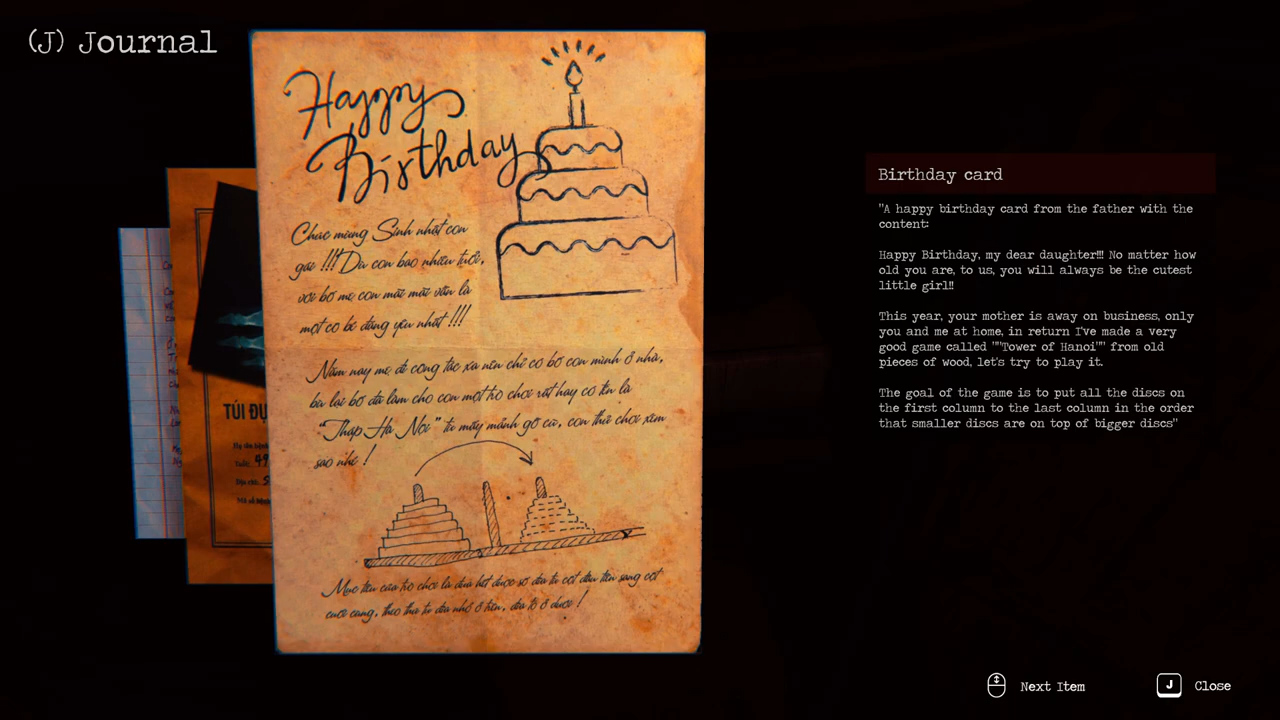 (J) Journal
Happy
Birthday
Chúc mừng Sinh nhật con
gái !!! Dù con bao nhiêu tuổi,
với bố mẹ con mãi mãi vẫn là
một cô bé đáng yêu nhất !!!
Năm nay mẹ đi công tác xa nên chỉ có bố con mình ở nhà,
bù lại bố đã làm cho con một trò chơi rất hay có tên là
“Tháp Hà Nội” từ mấy mảnh gỗ cũ, con thử chơi xem
sao nhé !
Mục tiêu của trò chơi là đưa hết được số đĩa từ cột đầu tiên sang cột
cuối cùng, theo thứ tự đĩa nhỏ ở trên, đĩa to ở dưới !
TÚI ĐỰ
Họ tên bệnh
Tuổi: 49
Địa chỉ: S
Mã số bệnh
Birthday card
"A happy birthday card from the father with the
content:
Happy Birthday, my dear daughter!!! No matter how
old you are, to us, you will always be the cutest
little girl!!
This year, your mother is away on business, only
you and me at home, in return I've made a very
good game called ""Tower of Hanoi"" from old
pieces of wood, let's try to play it.
The goal of the game is to put all the discs on
the first column to the last column in the order
that smaller discs are on top of bigger discs"
Next Item
J Close